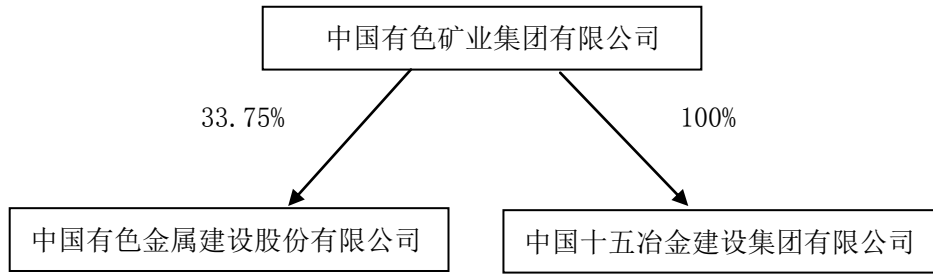 中国有色矿业集团有限公司
33.75%
100%
中国有色金属建设股份有限公司
中国十五冶金建设集团有限公司